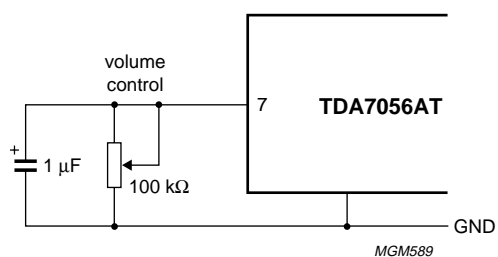 volume
control
7
TDA7056AT
+
1 μF
100 kΩ
GND
MGM589